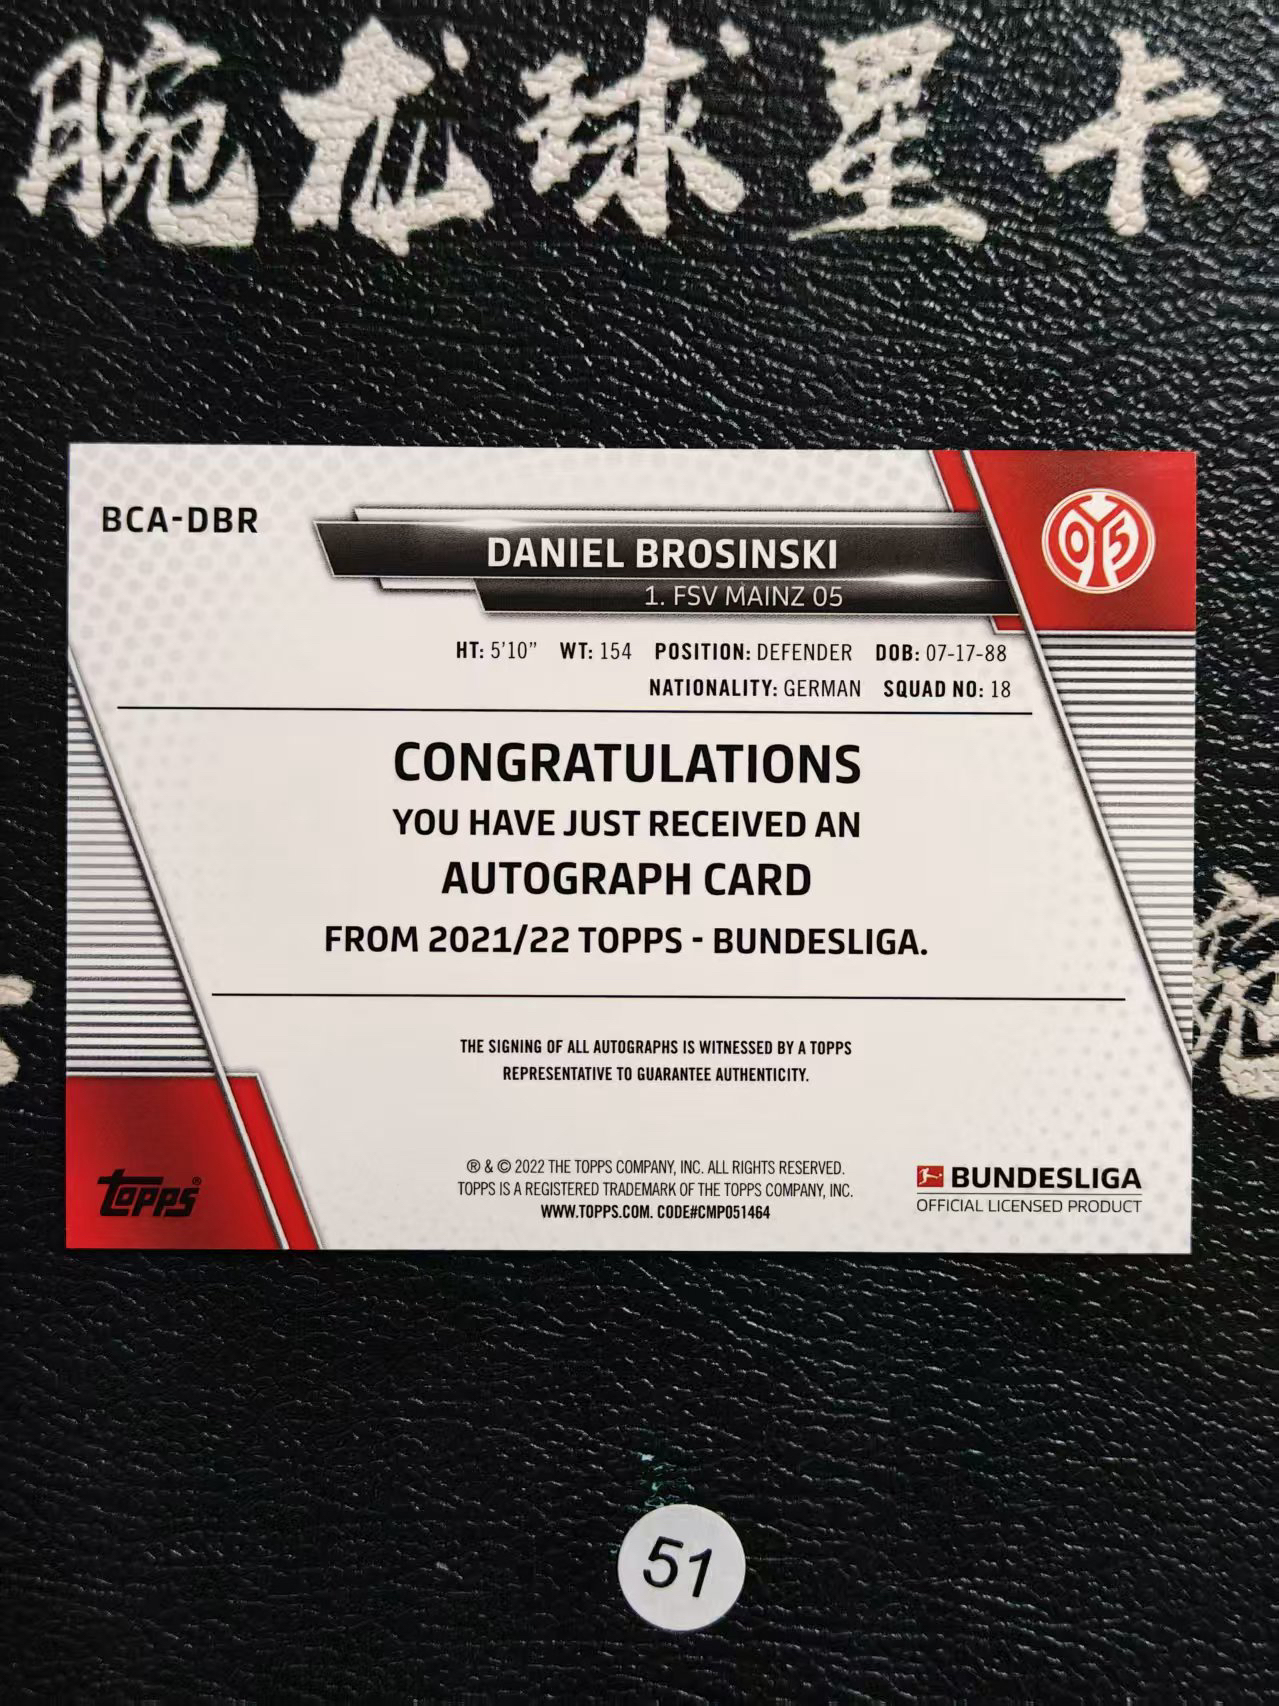 腕龙球星卡
BCA-DBR
DANIEL BROSINSKI
1. FSV MAINZ 05
05
HT: 5'10" WT: 154 POSITION: DEFENDER DOB: 07-17-88
NATIONALITY: GERMAN SQUAD NO: 18
CONGRATULATIONS
YOU HAVE JUST RECEIVED AN
AUTOGRAPH CARD
FROM 2021/22 TOPPS - BUNDESLIGA.
THE SIGNING OF ALL AUTOGRAPHS IS WITNESSED BY A TOPPS
REPRESENTATIVE TO GUARANTEE AUTHENTICITY.
® & © 2022 THE TOPPS COMPANY, INC. ALL RIGHTS RESERVED.
TOPPS IS A REGISTERED TRADEMARK OF THE TOPPS COMPANY, INC.
WWW.TOPPS.COM. CODE#CMP051464
topps®
BUNDESLIGA
OFFICIAL LICENSED PRODUCT
51